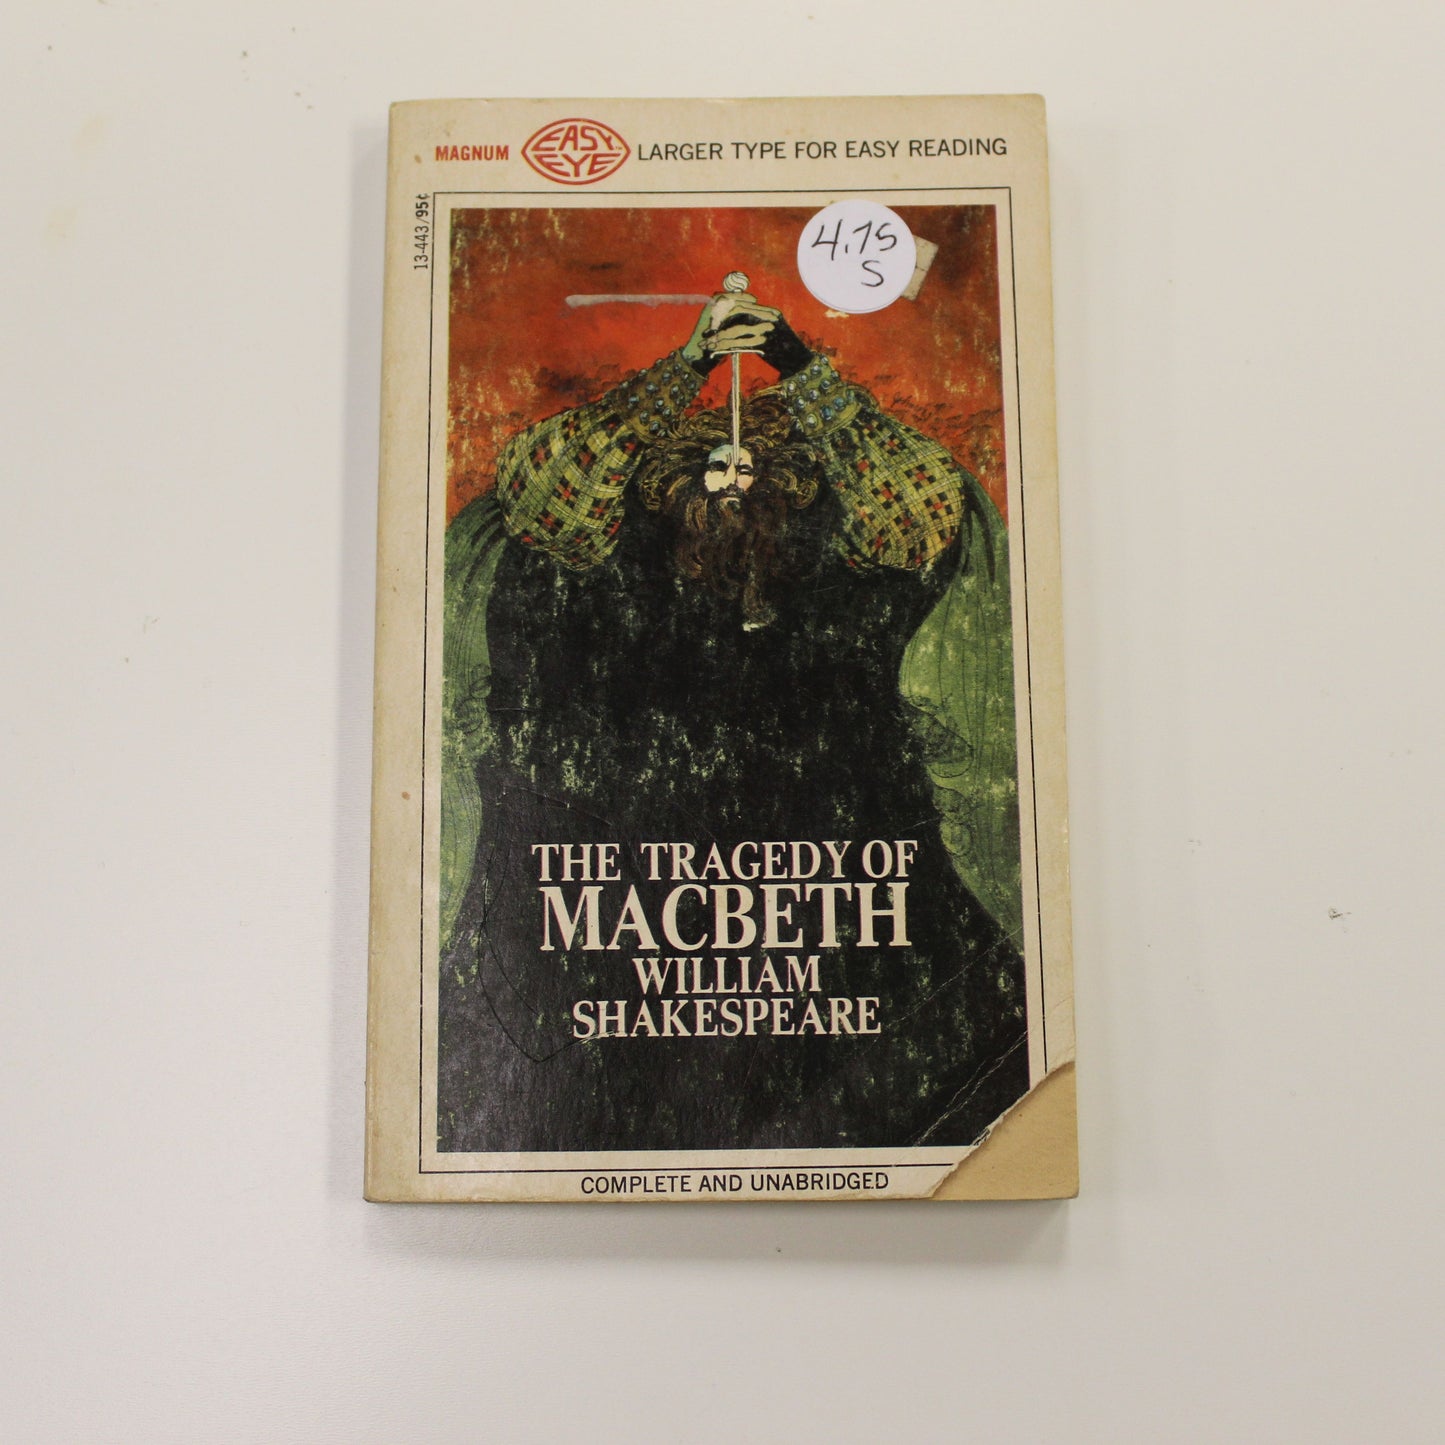 MAGNUM EASY EYE™ LARGER TYPE FOR EASY READING
13-443/95¢
4.75
S
THE TRAGEDY OF
MACBETH
WILLIAM
SHAKESPEARE
COMPLETE AND UNABRIDGED